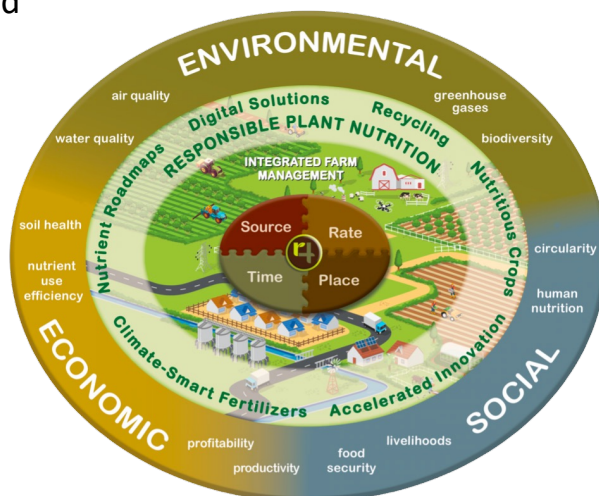 d
ENVIRONMENTAL
air quality
greenhouse
gases
water quality
biodiversity
Digital Solutions
Recycling
RESPONSIBLE PLANT NUTRITION
Nutrient Roadmaps
Nutritious Crops
INTEGRATED FARM
MANAGEMENT
Source
Rate
r4
Time
Place
soil health
nutrient
use
efficiency
circularity
human
nutrition
Climate-Smart Fertilizers
Accelerated Innovation
ECONOMIC
SOCIAL
profitability
productivity
food
security
livelihoods